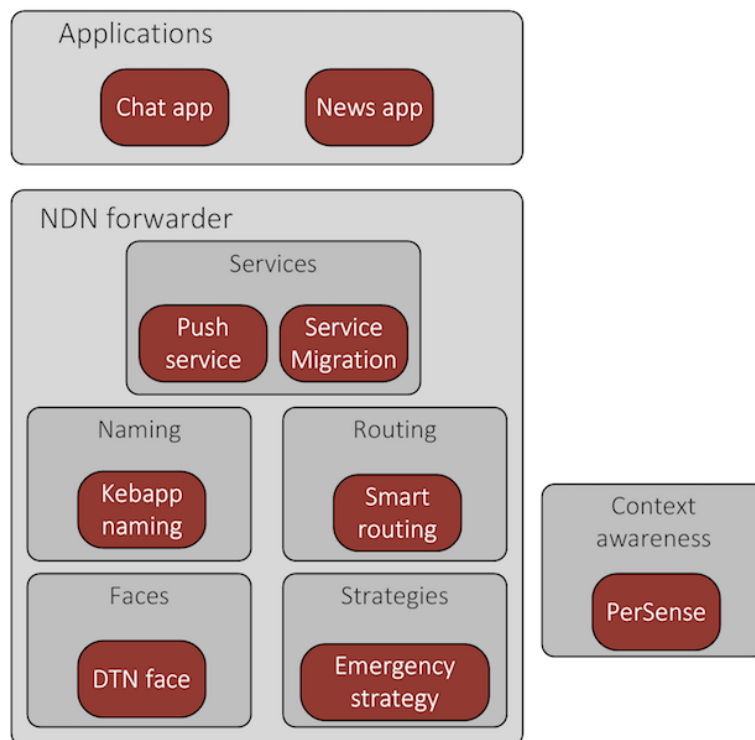 Applications
Chat app
News app
NDN forwarder
Services
Push
service
Service
Migration
Naming
Kebapp
naming
Routing
Smart
routing
Faces
DTN face
Strategies
Emergency
strategy
Context
awareness
PerSense